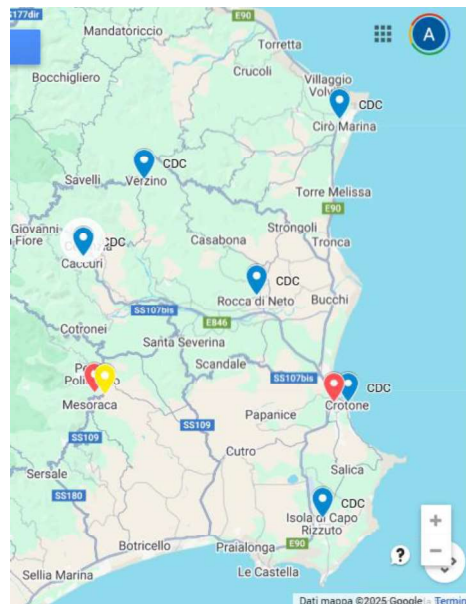 SS177dir
E90
Mandatoriccio
A
Torretta
Crucoli
Bocchigliero
Villaggio
CDC
Cirò Marina
CDC
Savelli
Verzino
Torre Melissa
E90
Giovanni-
Strongoli
n Fiore
CDC
Casabona
Tronca
Caccuri
CDC
Rocca di Neto
Bucchi
SS107bis
E846
Cotronei
Santa Severina
Scandale
SS107bis
CDC
Mesoraca
Crotone
Papanice
SS109
SS109
Cutro
Salica
Sersale
SS180
CDC
Isola di Capo
Rizzuto
Botricello
Praialonga
E90
?
Le Castella
Sellia Marina
Dati mappa ©2025 Google
Termin